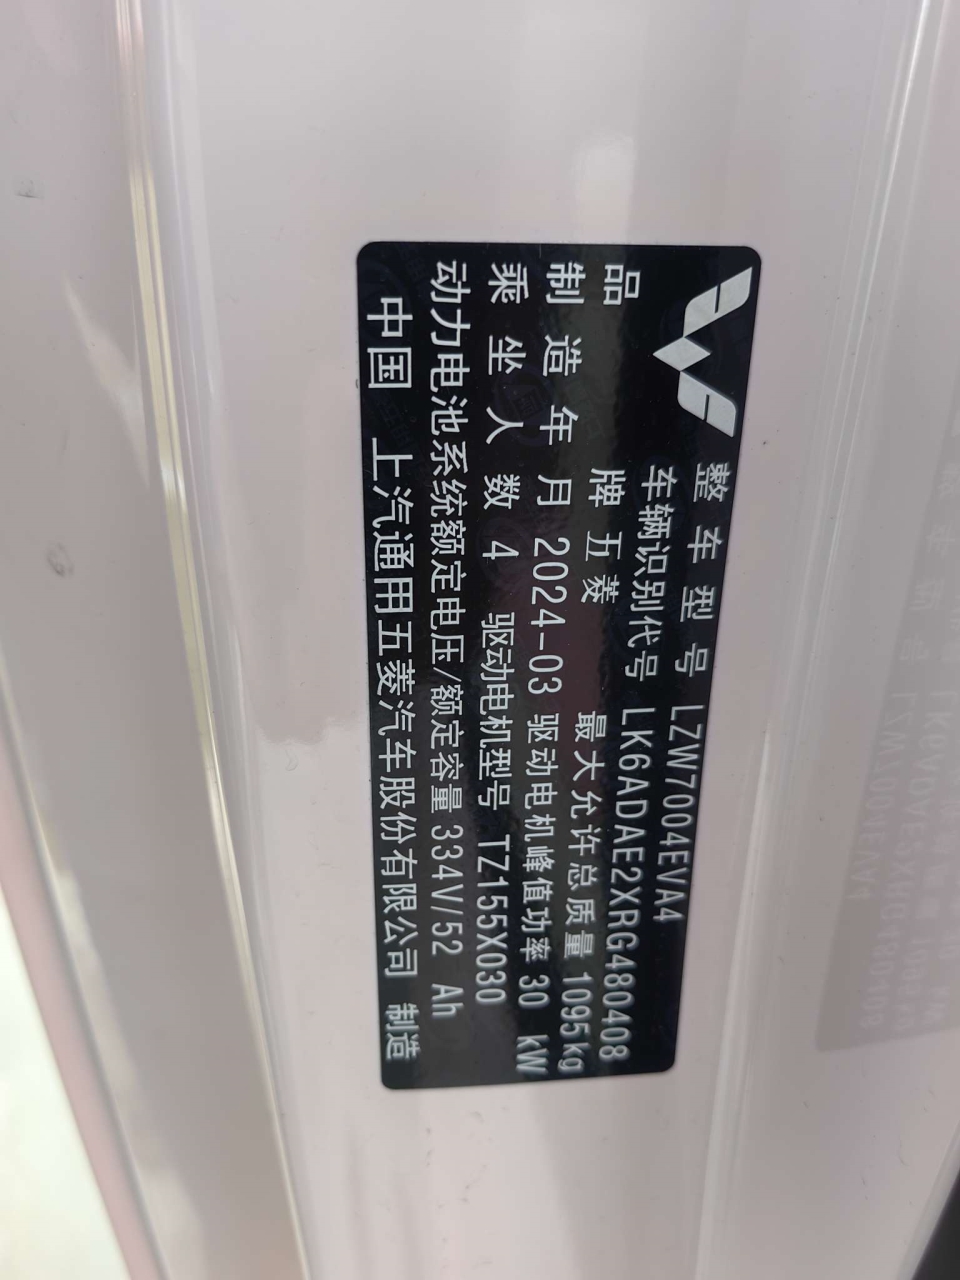 整车型号 LZW7004EVA4
车辆识别代号 LK6ADAE2XRG480408
品牌 五菱 最大允许总质量 1095kg
制造年月 2024-03 驱动电机峰值功率 30 kW
乘坐人数 4 驱动电机型号 TZ155X030
动力电池系统额定电压/额定容量 334V/52 Ah
中国 上汽通用五菱汽车股份有限公司 制造